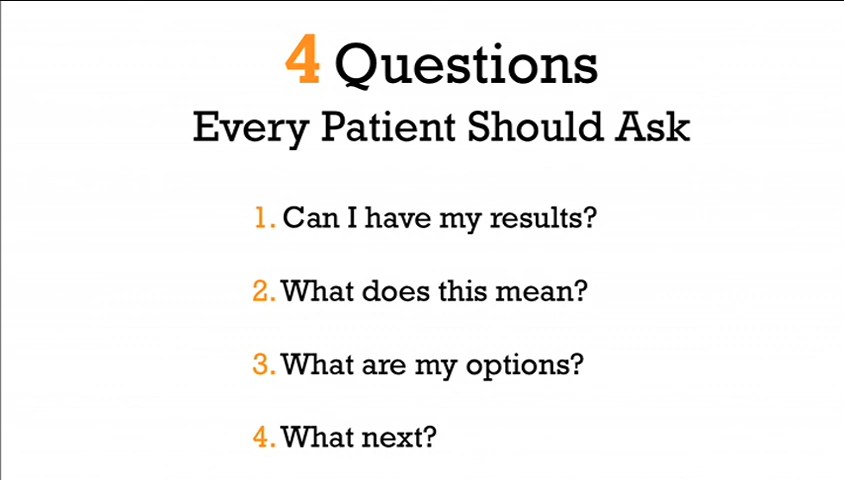 4 Questions
Every Patient Should Ask
1. Can I have my results?
2. What does this mean?
3. What are my options?
4. What next?